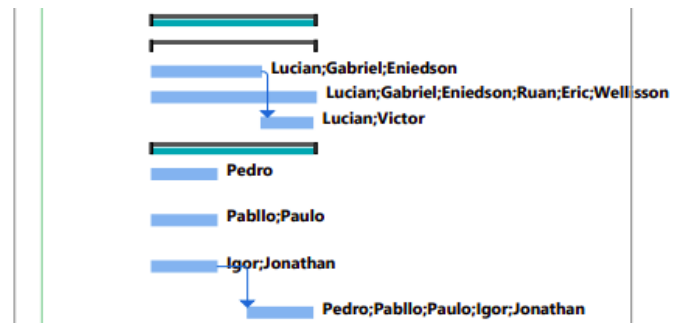 Lucian;Gabriel;Eniedson
Lucian;Gabriel;Eniedson;Ruan;Eric;Wellisson
Lucian;Victor
Pedro
Pabllo;Paulo
Igor;Jonathan
Pedro;Pabllo;Paulo;Igor;Jonathan